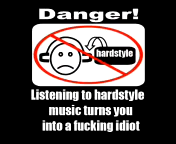 Danger!
hardstyle
Listening to hardstyle
music turns you
into a fucking idiot